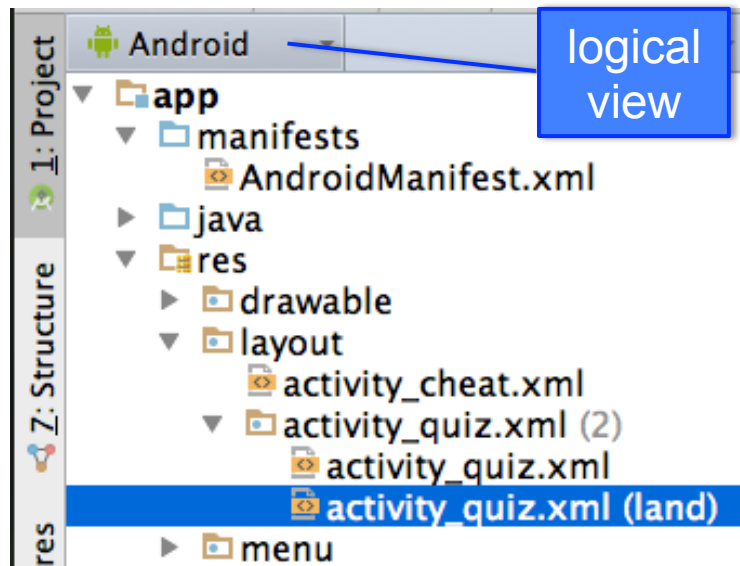 1: Project
Z: Structure
res
Android
logical
view
app
manifests
AndroidManifest.xml
java
res
drawable
layout
activity_cheat.xml
activity_quiz.xml (2)
activity_quiz.xml
activity_quiz.xml (land)
menu